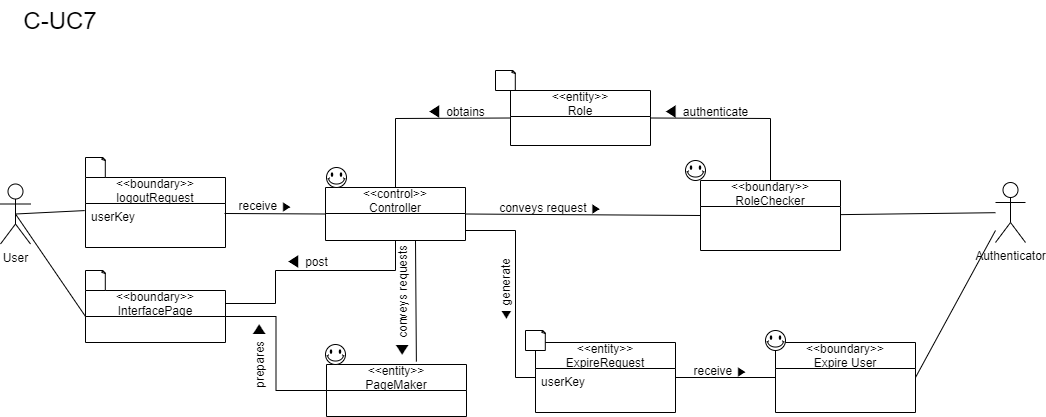 C-UC7
<<entity>>
Role
obtains
authenticate
<<boundary>>
logoutRequest
userKey
receive
<<control>>
Controller
conveys request
<<boundary>>
RoleChecker
User
Authenticator
post
conveys requests
generate
<<boundary>>
InterfacePage
prepares
<<entity>>
PageMaker
<<entity>>
ExpireRequest
userKey
receive
<<boundary>>
Expire User